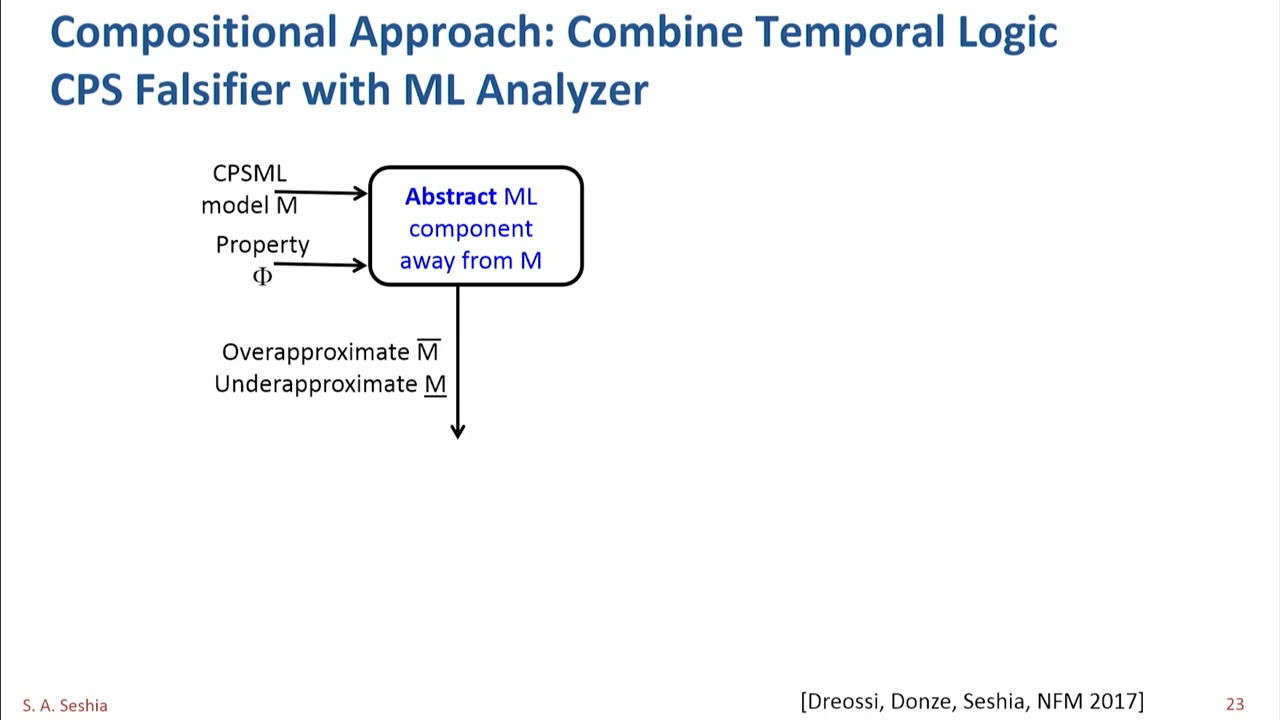 Compositional Approach: Combine Temporal Logic
CPS Falsifier with ML Analyzer
CPSML
model M
Property
Φ
Abstract ML
component
away from M
Overapproximate M̅
Underapproximate M̲
S. A. Seshia
[Dreossi, Donze, Seshia, NFM 2017]
23